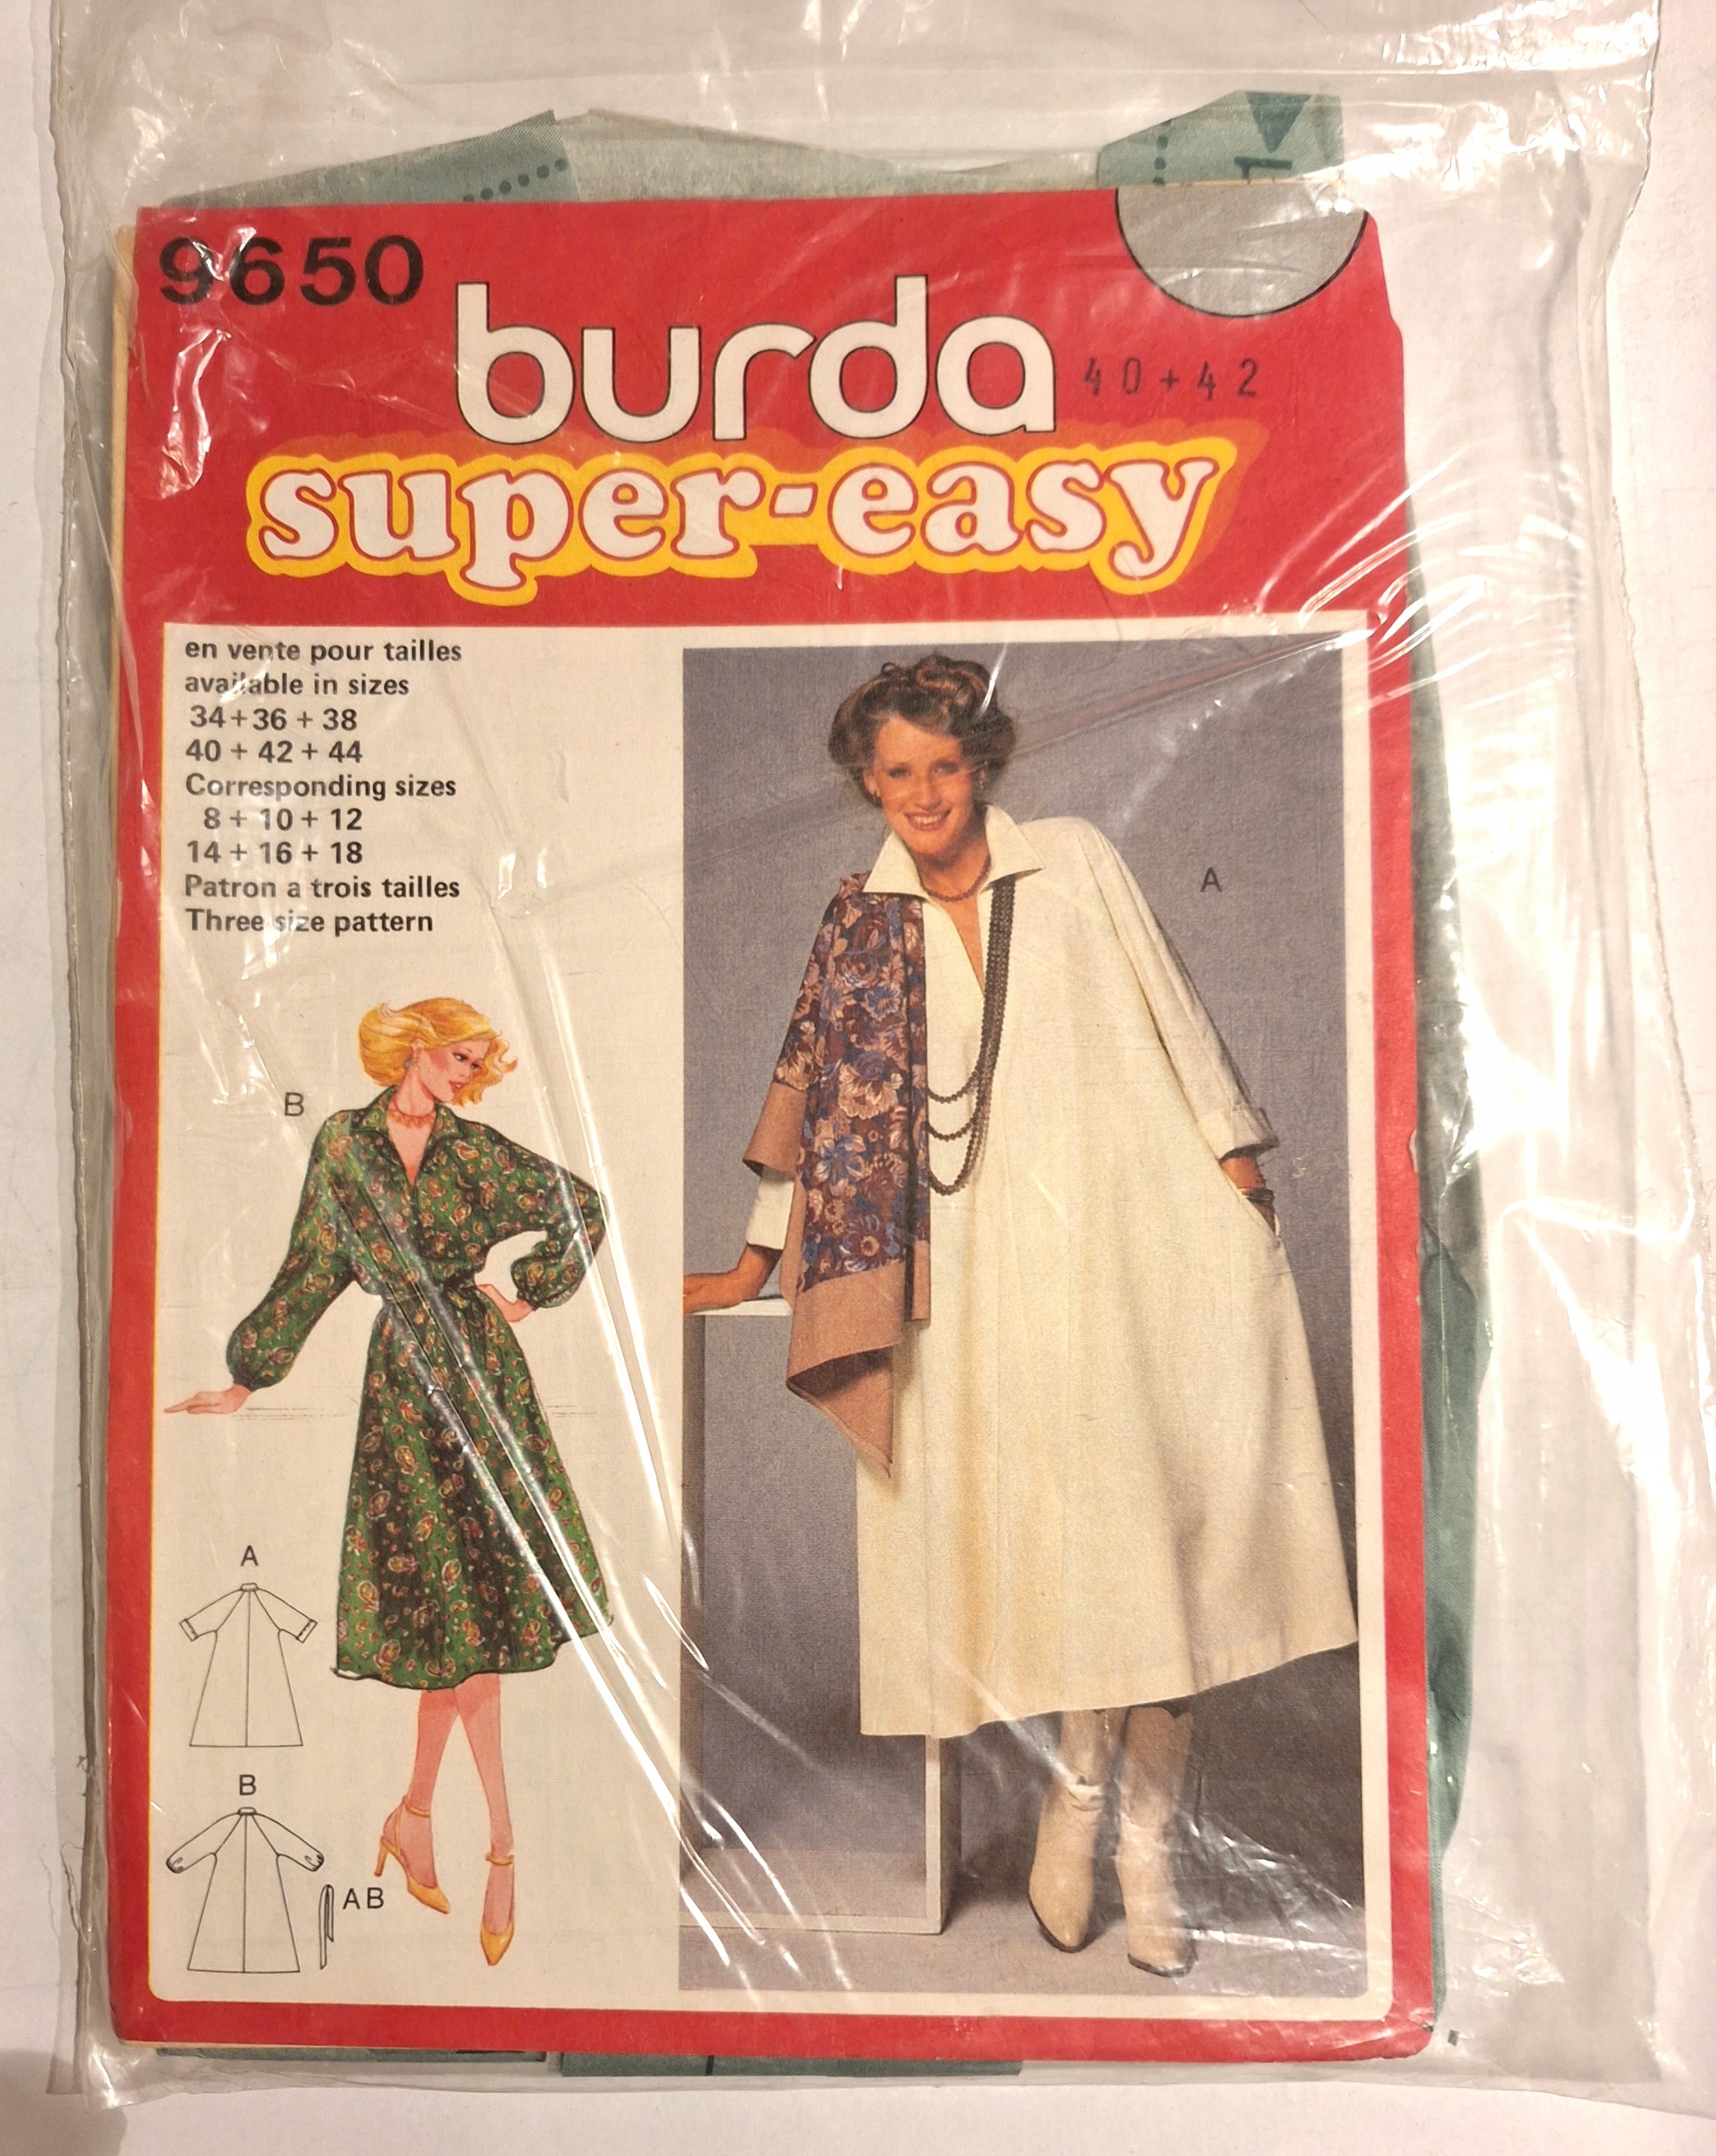 9650
burda
40+42
super-easy
en vente pour tailles
available in sizes
34+36+38
40+42+44
Corresponding sizes
8+10+12
14+16+18
Patron a trois tailles
Three size pattern
A
B
A
B
AB